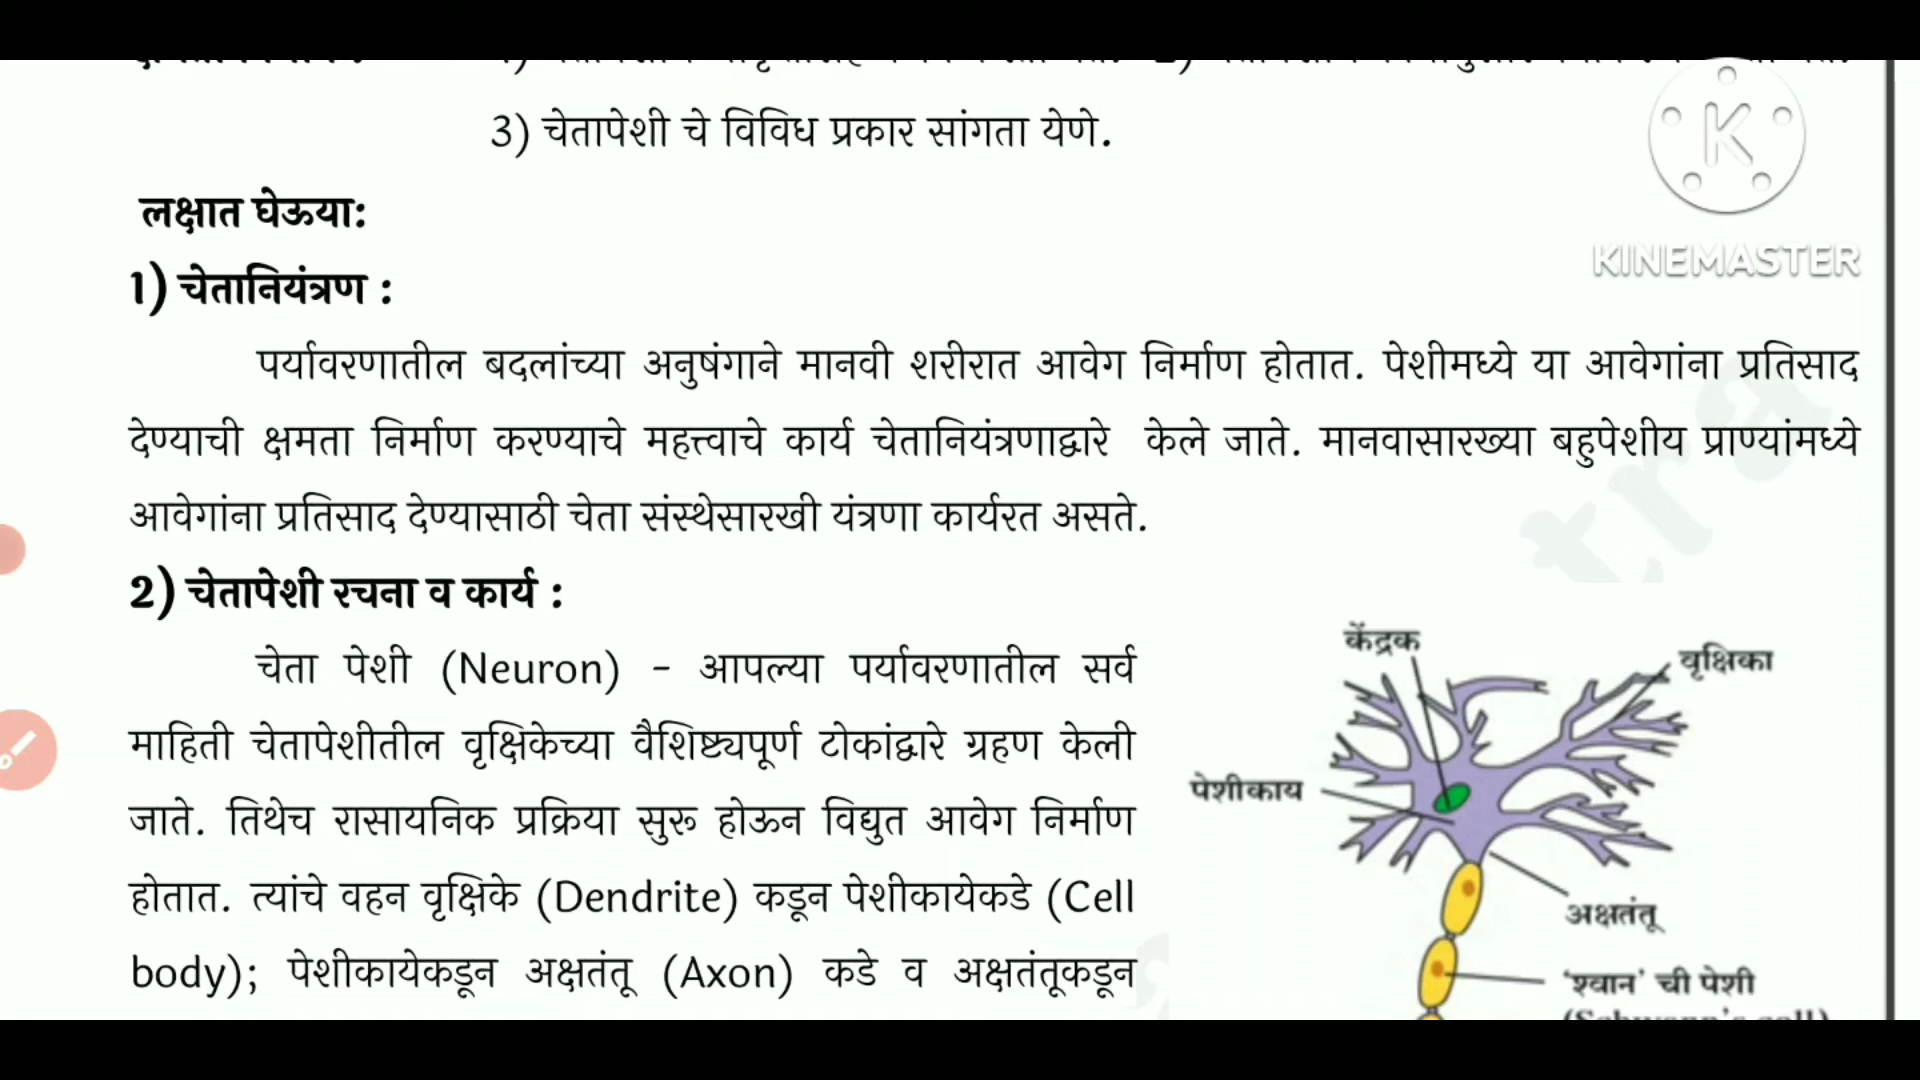 3) चेतापेशी चे विविध प्रकार सांगता येणे.
K
KINEMASTER
लक्षात घेऊया:
1) चेतानियंत्रण :
पर्यावरणातील बदलांच्या अनुषंगाने मानवी शरीरात आवेग निर्माण होतात. पेशीमध्ये या आवेगांना प्रतिसाद
देण्याची क्षमता निर्माण करण्याचे महत्त्वाचे कार्य चेतानियंत्रणाद्वारे केले जाते. मानवासारख्या बहुपेशीय प्राण्यांमध्ये
आवेगांना प्रतिसाद देण्यासाठी चेता संस्थेसारखी यंत्रणा कार्यरत असते.
tra
2) चेतापेशी रचना व कार्य :
चेता पेशी (Neuron) - आपल्या पर्यावरणातील सर्व
माहिती चेतापेशीतील वृक्षिकेच्या वैशिष्ट्यपूर्ण टोकांद्वारे ग्रहण केली
जाते. तिथेच रासायनिक प्रक्रिया सुरू होऊन विद्युत आवेग निर्माण
होतात. त्यांचे वहन वृक्षिके (Dendrite) कडून पेशीकायेकडे (Cell
body); पेशीकायेकडून अक्षतंतू (Axon) कडे व अक्षतंतूकडून
केंद्रक
वृक्षिका
पेशीकाय
अक्षतंतू
'श्वान' ची पेशी
(Schwann's cell)